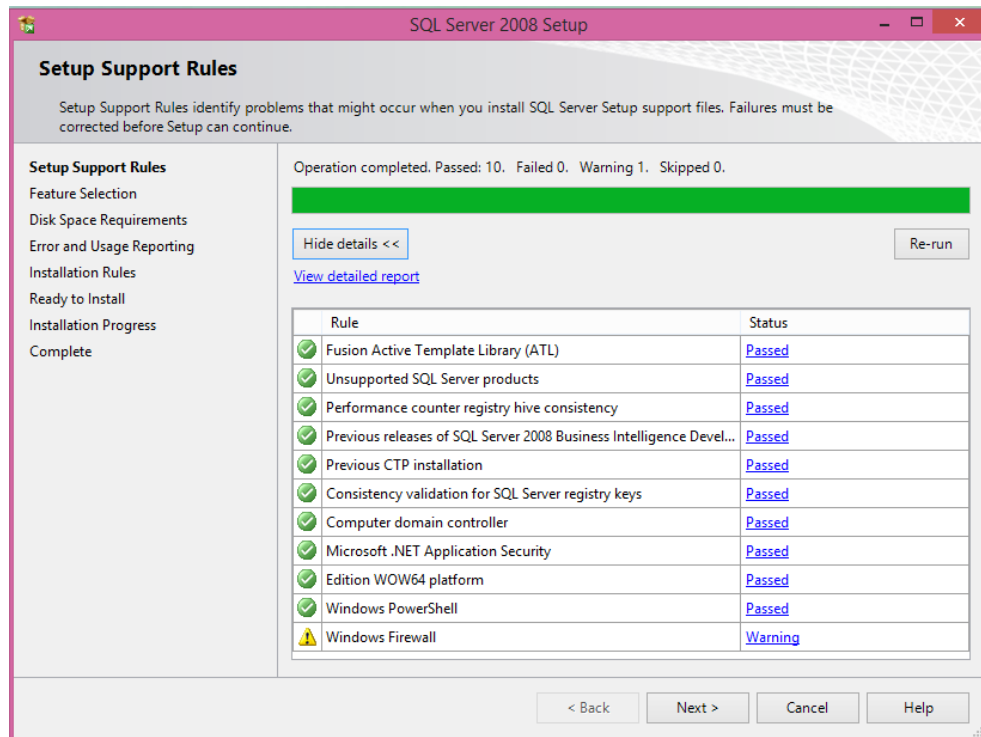 SQL Server 2008 Setup
Setup Support Rules
Setup Support Rules identify problems that might occur when you install SQL Server Setup support files. Failures must be
corrected before Setup can continue.
Setup Support Rules
Feature Selection
Disk Space Requirements
Error and Usage Reporting
Installation Rules
Ready to Install
Installation Progress
Complete
Operation completed. Passed: 10.  Failed 0.  Warning 1.  Skipped 0.
Hide details <<
Re-run
View detailed report
Rule Status
Fusion Active Template Library (ATL) Passed
Unsupported SQL Server products Passed
Performance counter registry hive consistency Passed
Previous releases of SQL Server 2008 Business Intelligence Devel... Passed
Previous CTP installation Passed
Consistency validation for SQL Server registry keys Passed
Computer domain controller Passed
Microsoft .NET Application Security Passed
Edition WOW64 platform Passed
Windows PowerShell Passed
Windows Firewall Warning
< Back Next > Cancel Help